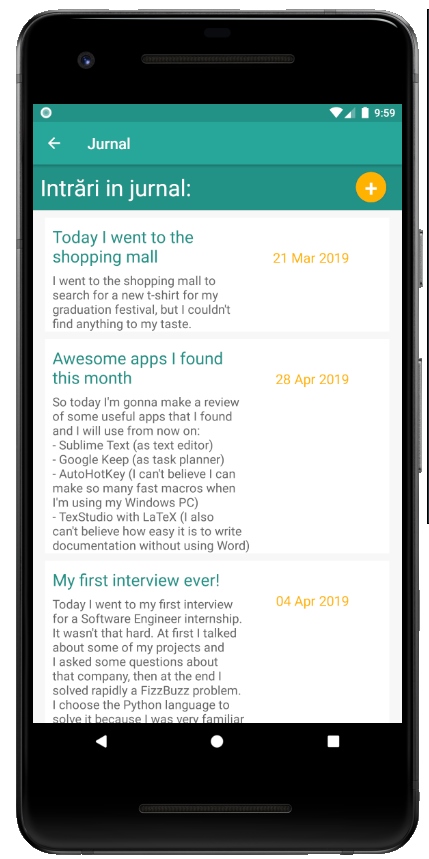 9:59
Jurnal
Intrări in jurnal:
+
Today I went to the
shopping mall
21 Mar 2019
I went to the shopping mall to
search for a new t-shirt for my
graduation festival, but I couldn't
find anything to my taste.
Awesome apps I found
this month
28 Apr 2019
So today I'm gonna make a review
of some useful apps that I found
and I will use from now on:
- Sublime Text (as text editor)
- Google Keep (as task planner)
- AutoHotKey (I can't believe I can
make so many fast macros when
I'm using my Windows PC)
- TexStudio with LaTeX (I also
can't believe how easy it is to write
documentation without using Word)
My first interview ever!
04 Apr 2019
Today I went to my first interview
for a Software Engineer internship.
It wasn't that hard. At first I talked
about some of my projects and
I asked some questions about
that company, then at the end I
solved rapidly a FizzBuzz problem.
I choose the Python language to
solve it because I was very familiar